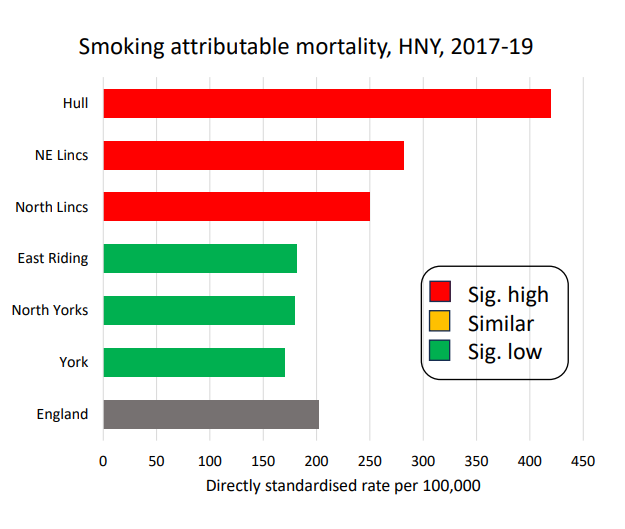 Smoking attributable mortality, HNY, 2017-19
Hull
NE Lincs
North Lincs
East Riding
North Yorks
York
England
Sig. high
Similar
Sig. low
0 50 100 150 200 250 300 350 400 450
Directly standardised rate per 100,000